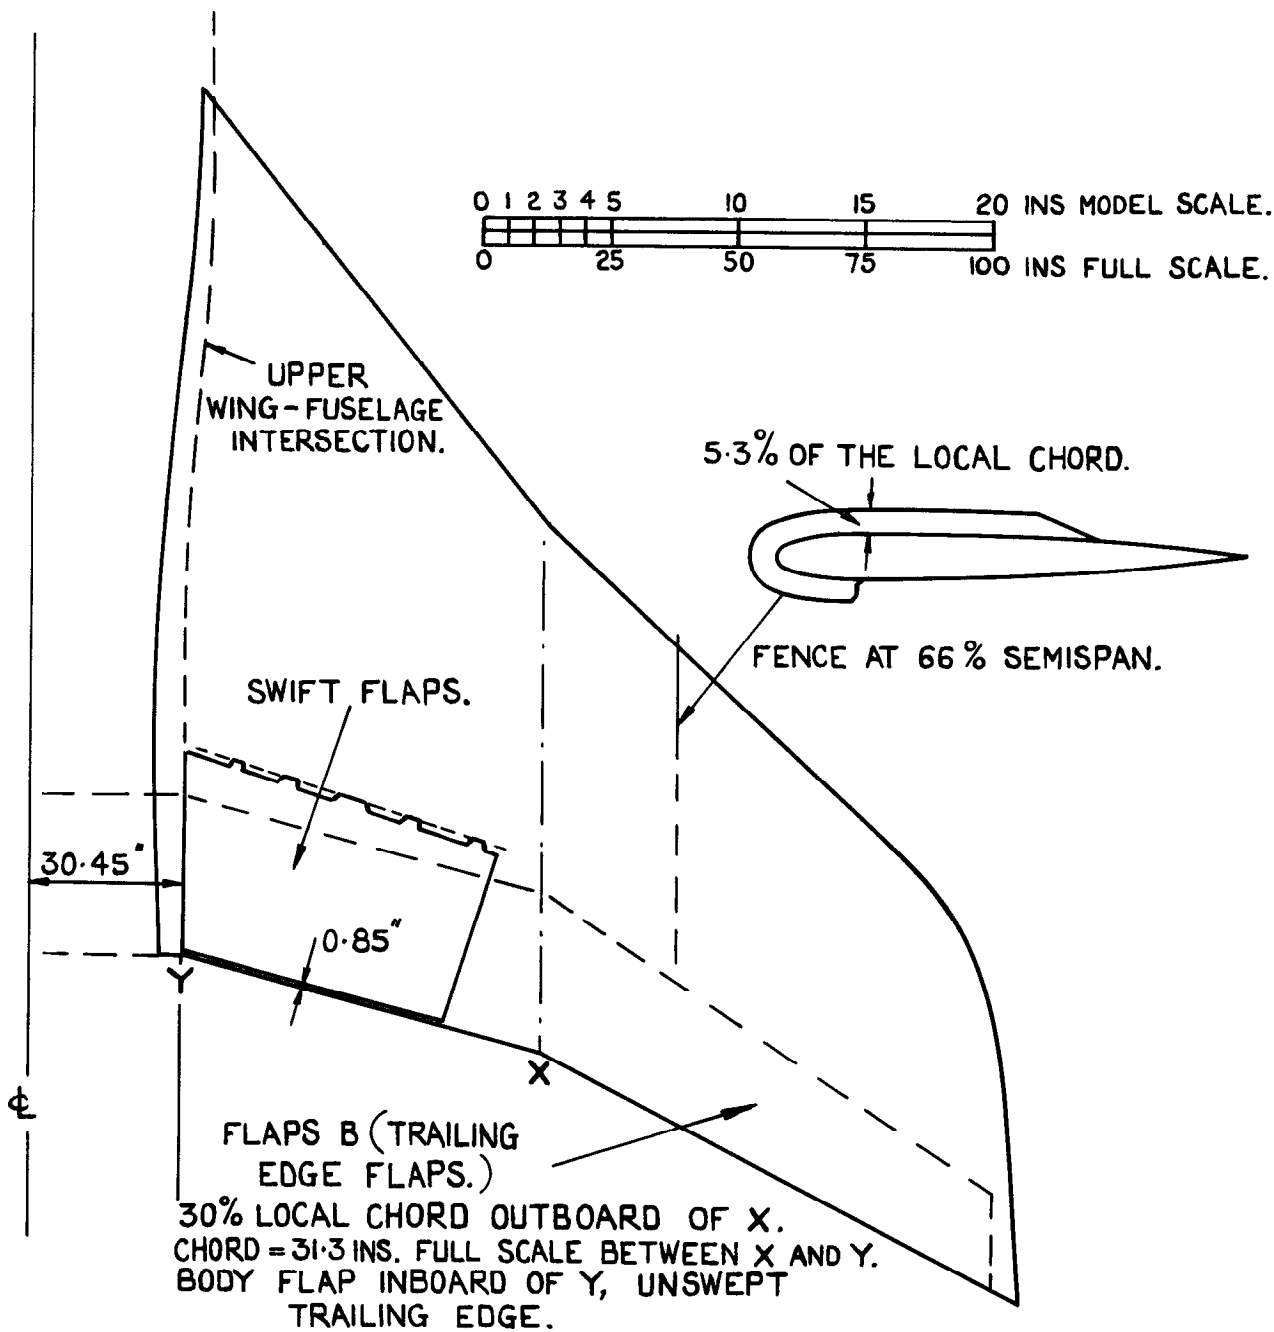 0 1 2 3 4 5 10 15 20 INS MODEL SCALE.
0 25 50 75 100 INS FULL SCALE.
UPPER
WING-FUSELAGE
INTERSECTION.
5·3% OF THE LOCAL CHORD.
FENCE AT 66% SEMISPAN.
SWIFT FLAPS.
30·45"
0·85"
Y
X
℄
FLAPS B (TRAILING
EDGE FLAPS.)
30% LOCAL CHORD OUTBOARD OF X.
CHORD = 31·3 INS. FULL SCALE BETWEEN X AND Y.
BODY FLAP INBOARD OF Y, UNSWEPT
TRAILING EDGE.